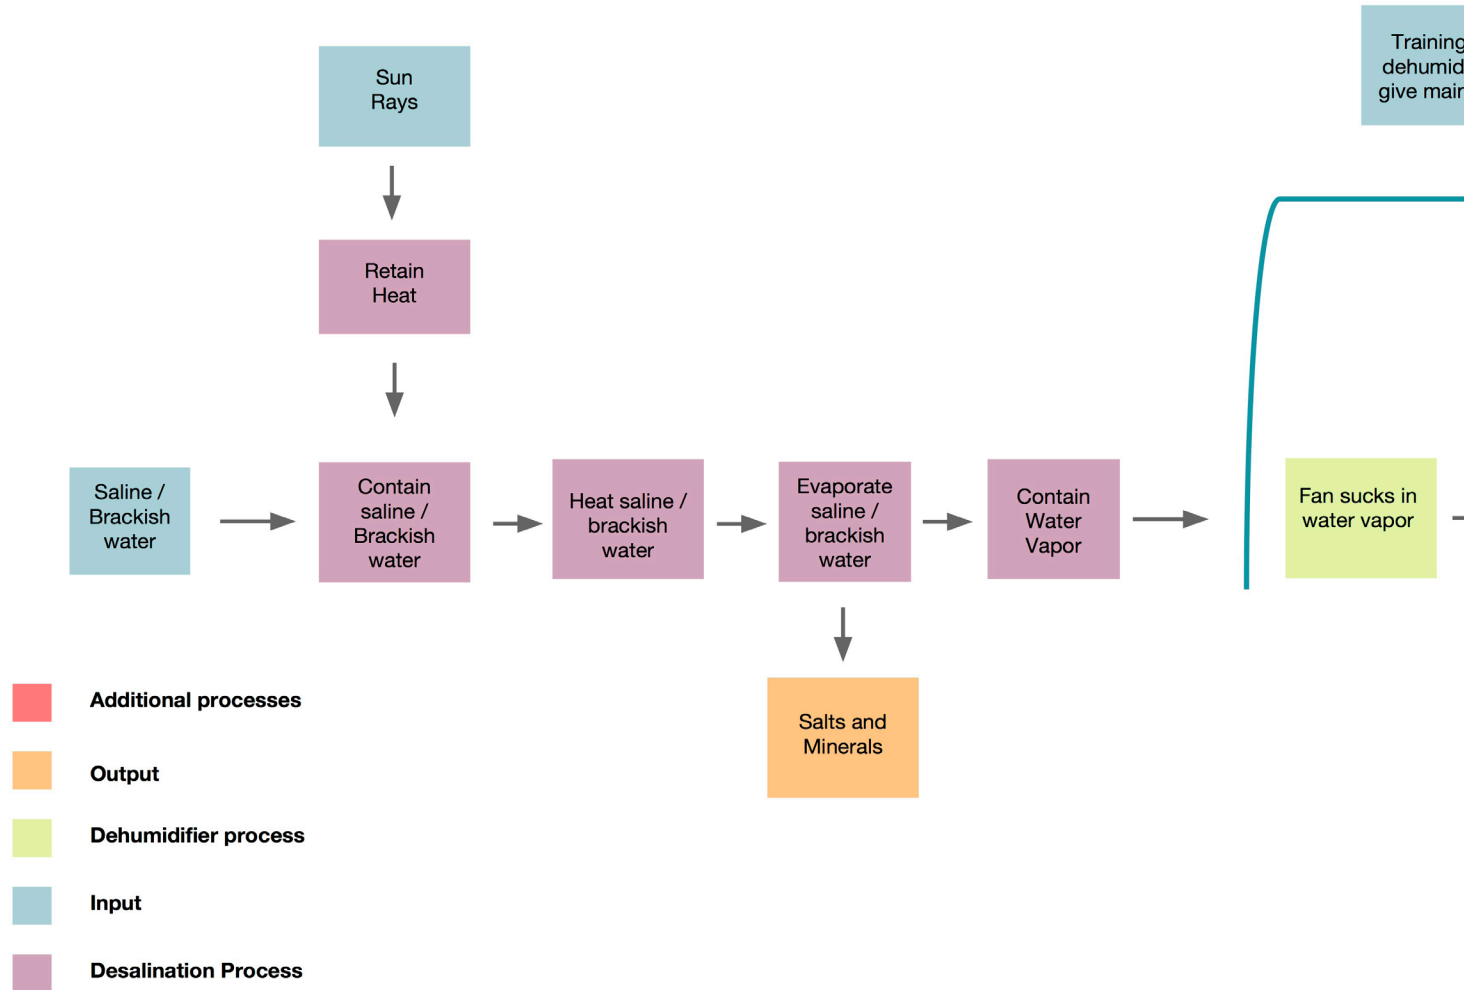 Sun
Rays
Training
dehumid
give main
Retain
Heat
Saline /
Brackish
water
Contain
saline /
Brackish
water
Heat saline /
brackish
water
Evaporate
saline /
brackish
water
Contain
Water
Vapor
Fan sucks in
water vapor
Salts and
Minerals
Additional processes
Output
Dehumidifier process
Input
Desalination Process